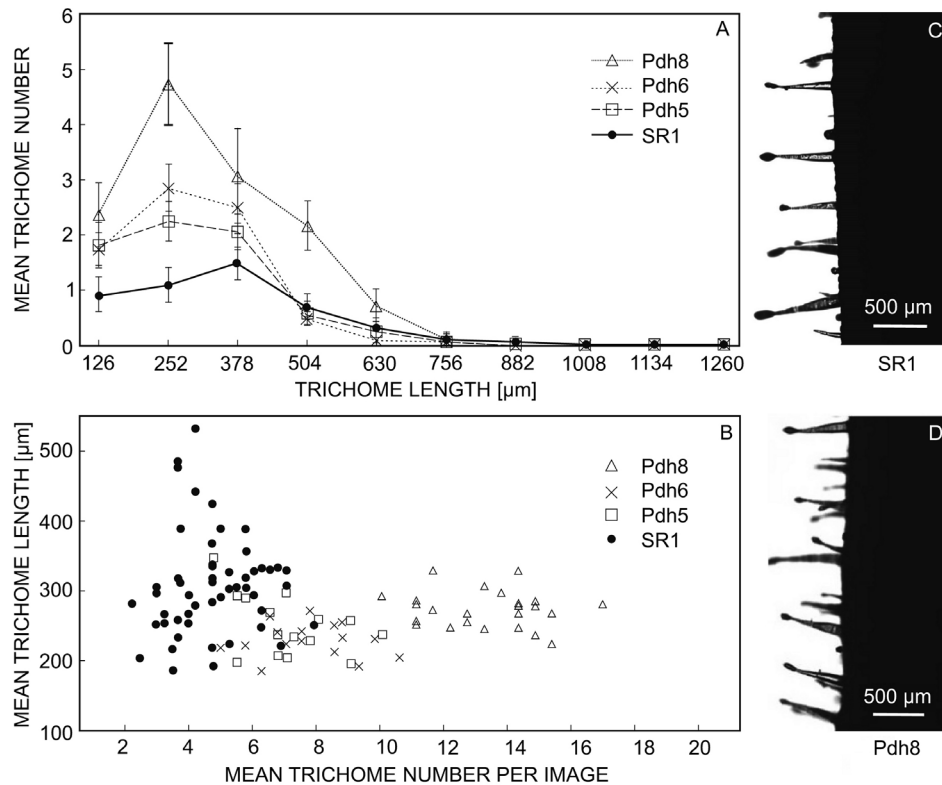 A
MEAN TRICHOME NUMBER
6
5
4
3
2
1
0
126 252 378 504 630 756 882 1008 1134 1260
TRICHOME LENGTH [µm]
Pdh8
Pdh6
Pdh5
SR1
C
500 µm
SR1
B
MEAN TRICHOME LENGTH [µm]
500
400
300
200
100
2 4 6 8 10 12 14 16 18 20
MEAN TRICHOME NUMBER PER IMAGE
Pdh8
Pdh6
Pdh5
SR1
D
500 µm
Pdh8